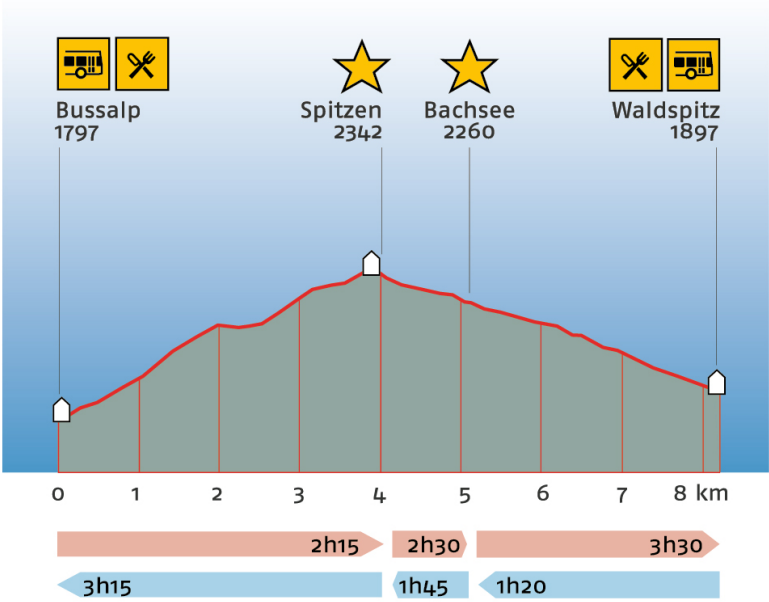 Bussalp
1797
Spitzen
2342
Bachsee
2260
Waldspitz
1897
0 1 2 3 4 5 6 7 8 km
2h15 2h30 3h30
3h15 1h45 1h20